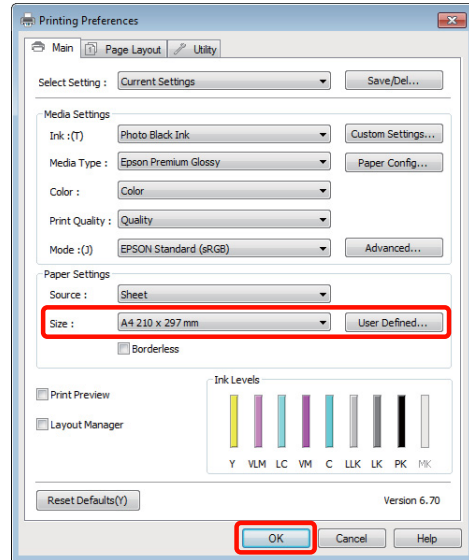 Printing Preferences
Main
Page Layout
Utility
Select Setting : Current Settings Save/Del...
Media Settings
Ink :(T) Photo Black Ink Custom Settings...
Media Type : Epson Premium Glossy Paper Config...
Color : Color
Print Quality : Quality
Mode :(J) EPSON Standard (sRGB) Advanced...
Paper Settings
Source : Sheet
Size : A4 210 x 297 mm User Defined...
Borderless
Print Preview
Layout Manager
Ink Levels
Y VLM LC VM C LLK LK PK MK
Reset Defaults(Y) Version 6.70
OK Cancel Help